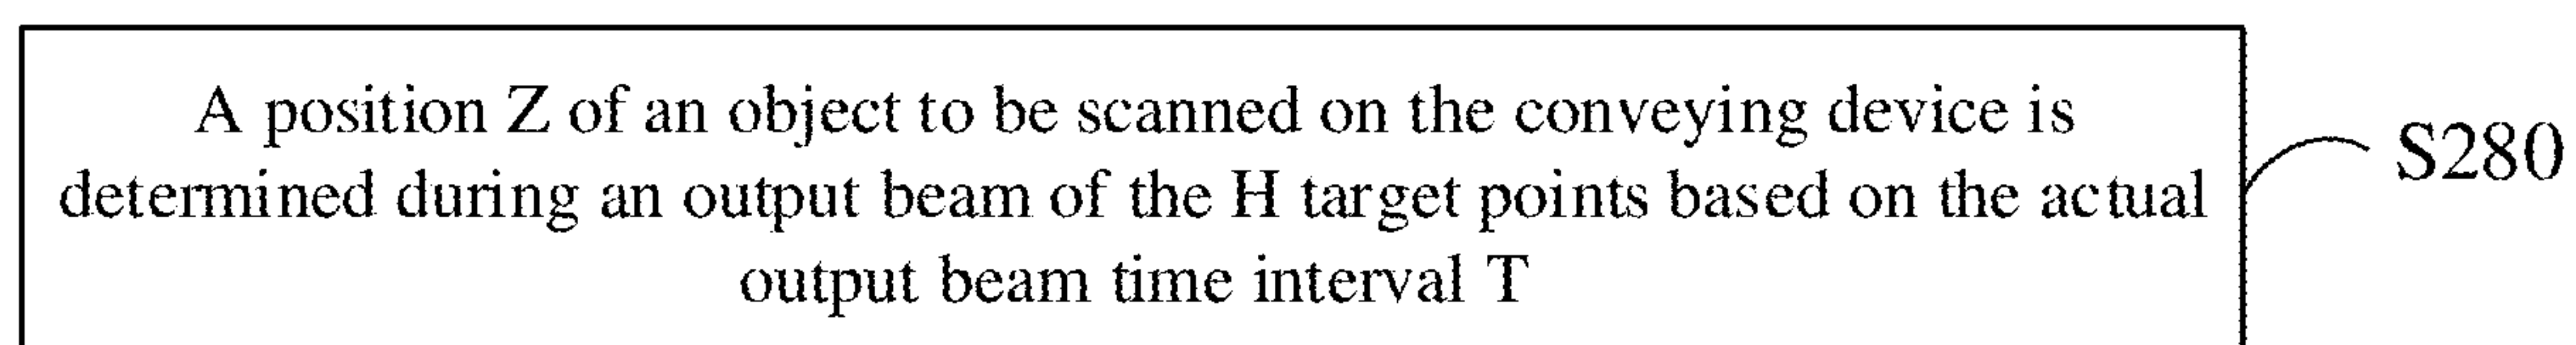 A position Z of an object to be scanned on the conveying device is
determined during an output beam of the H target points based on the actual
output beam time interval T
S280